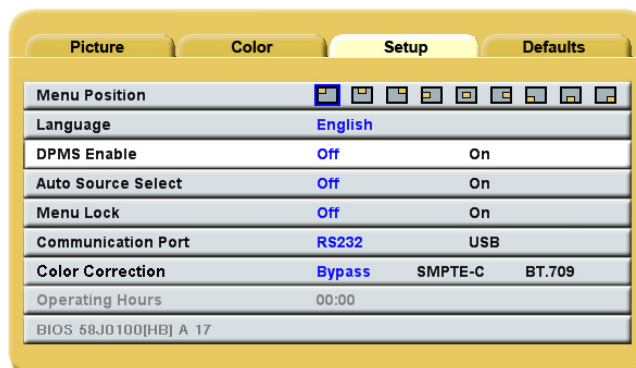 Picture Color Setup Defaults
Menu Position
Language English
DPMS Enable Off On
Auto Source Select Off On
Menu Lock Off On
Communication Port RS232 USB
Color Correction Bypass SMPTE-C BT.709
Operating Hours 00:00
BIOS 58J0100[HB] A 17